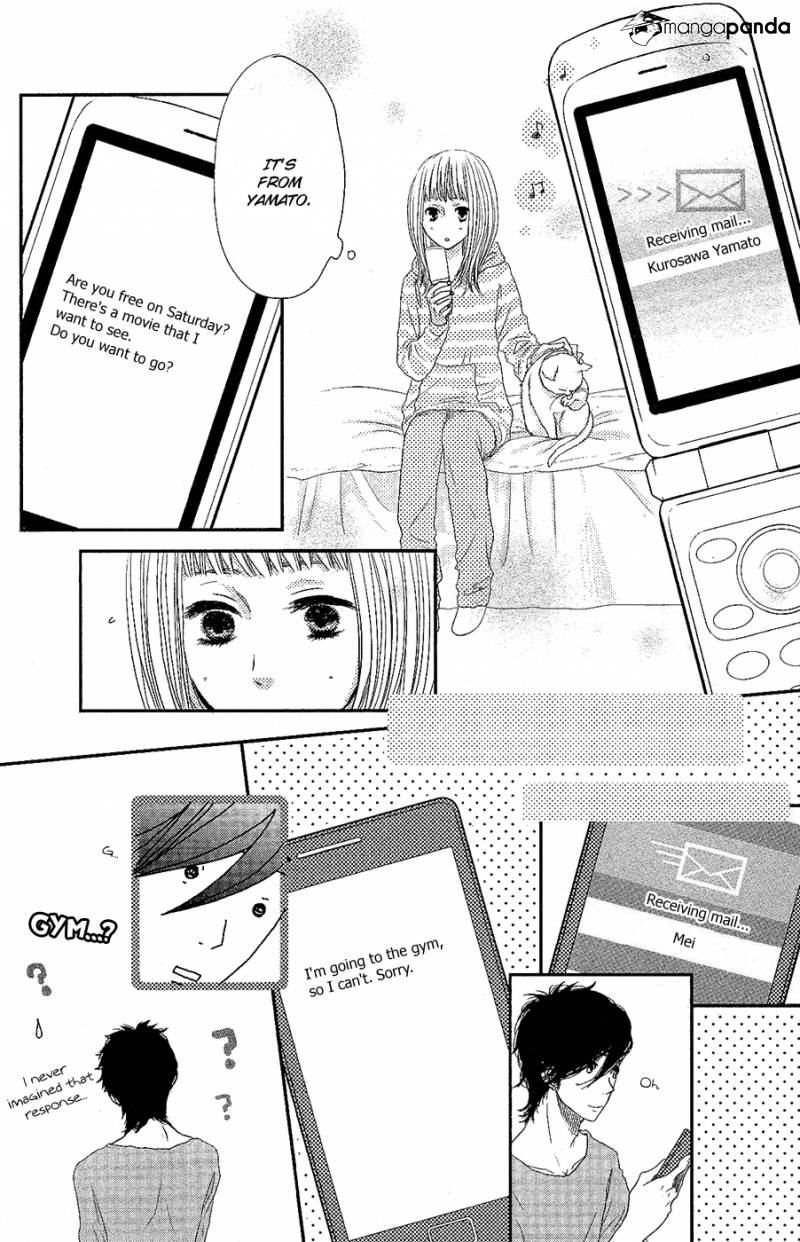 mangapanda
Receiving mail...
Kurosawa Yamato
IT'S
FROM
YAMATO.
Are you free on Saturday?
There's a movie that I
want to see.
Do you want to go?
Receiving mail...
Mei
Oh.
I'm going to the gym,
so I can't. Sorry.
G...
GYM...?
?
?
?
I never
imagined that
response...